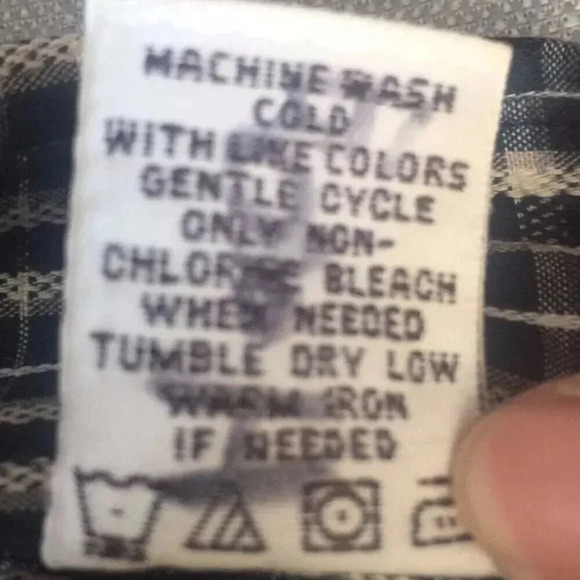 MACHINE WASH
COLD
WITH LIKE COLORS
GENTLE CYCLE
ONLY NON-
CHLORINE BLEACH
WHEN NEEDED
TUMBLE DRY LOW
WARM IRON
IF NEEDED